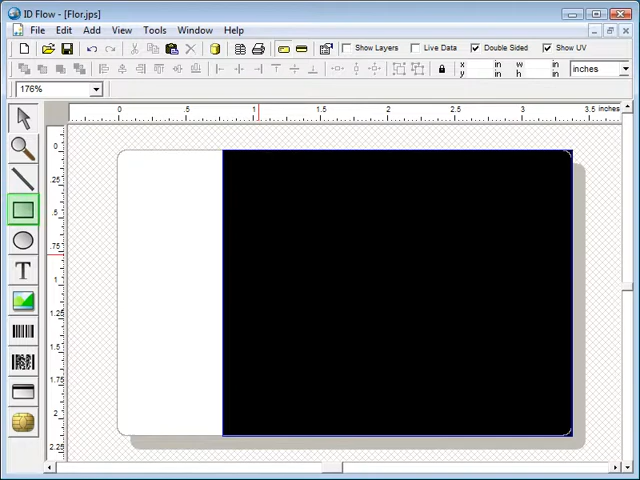 ID Flow - [Flor.jps]
File Edit View Tools Window Help
Show Layers Live Data Double Sided Show UV
x in w in
y in h in
inches
176%
0 .5 1 1.5 2 2.5 3 3.5 inches
0
.25
.5
.75
1
1.25
1.5
1.75
2
2.25
T